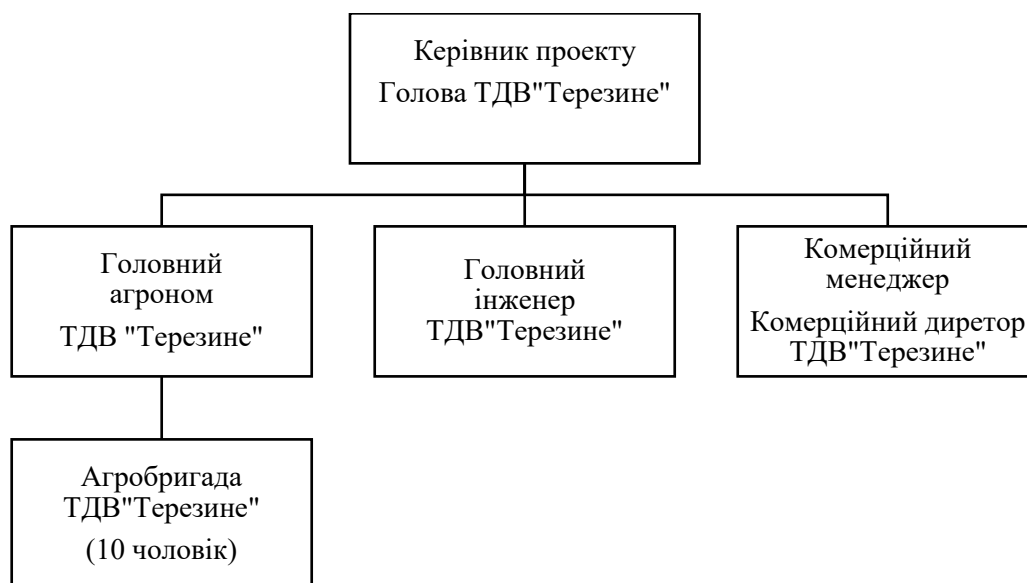 Керівник проекту
Голова ТДВ"Терезине"
Головний
агроном
ТДВ "Терезине"
Головний
інженер
ТДВ"Терезине"
Комерційний
менеджер
Комерційний диретор
ТДВ"Терезине"
Агробригада
ТДВ"Терезине"
(10 чоловік)